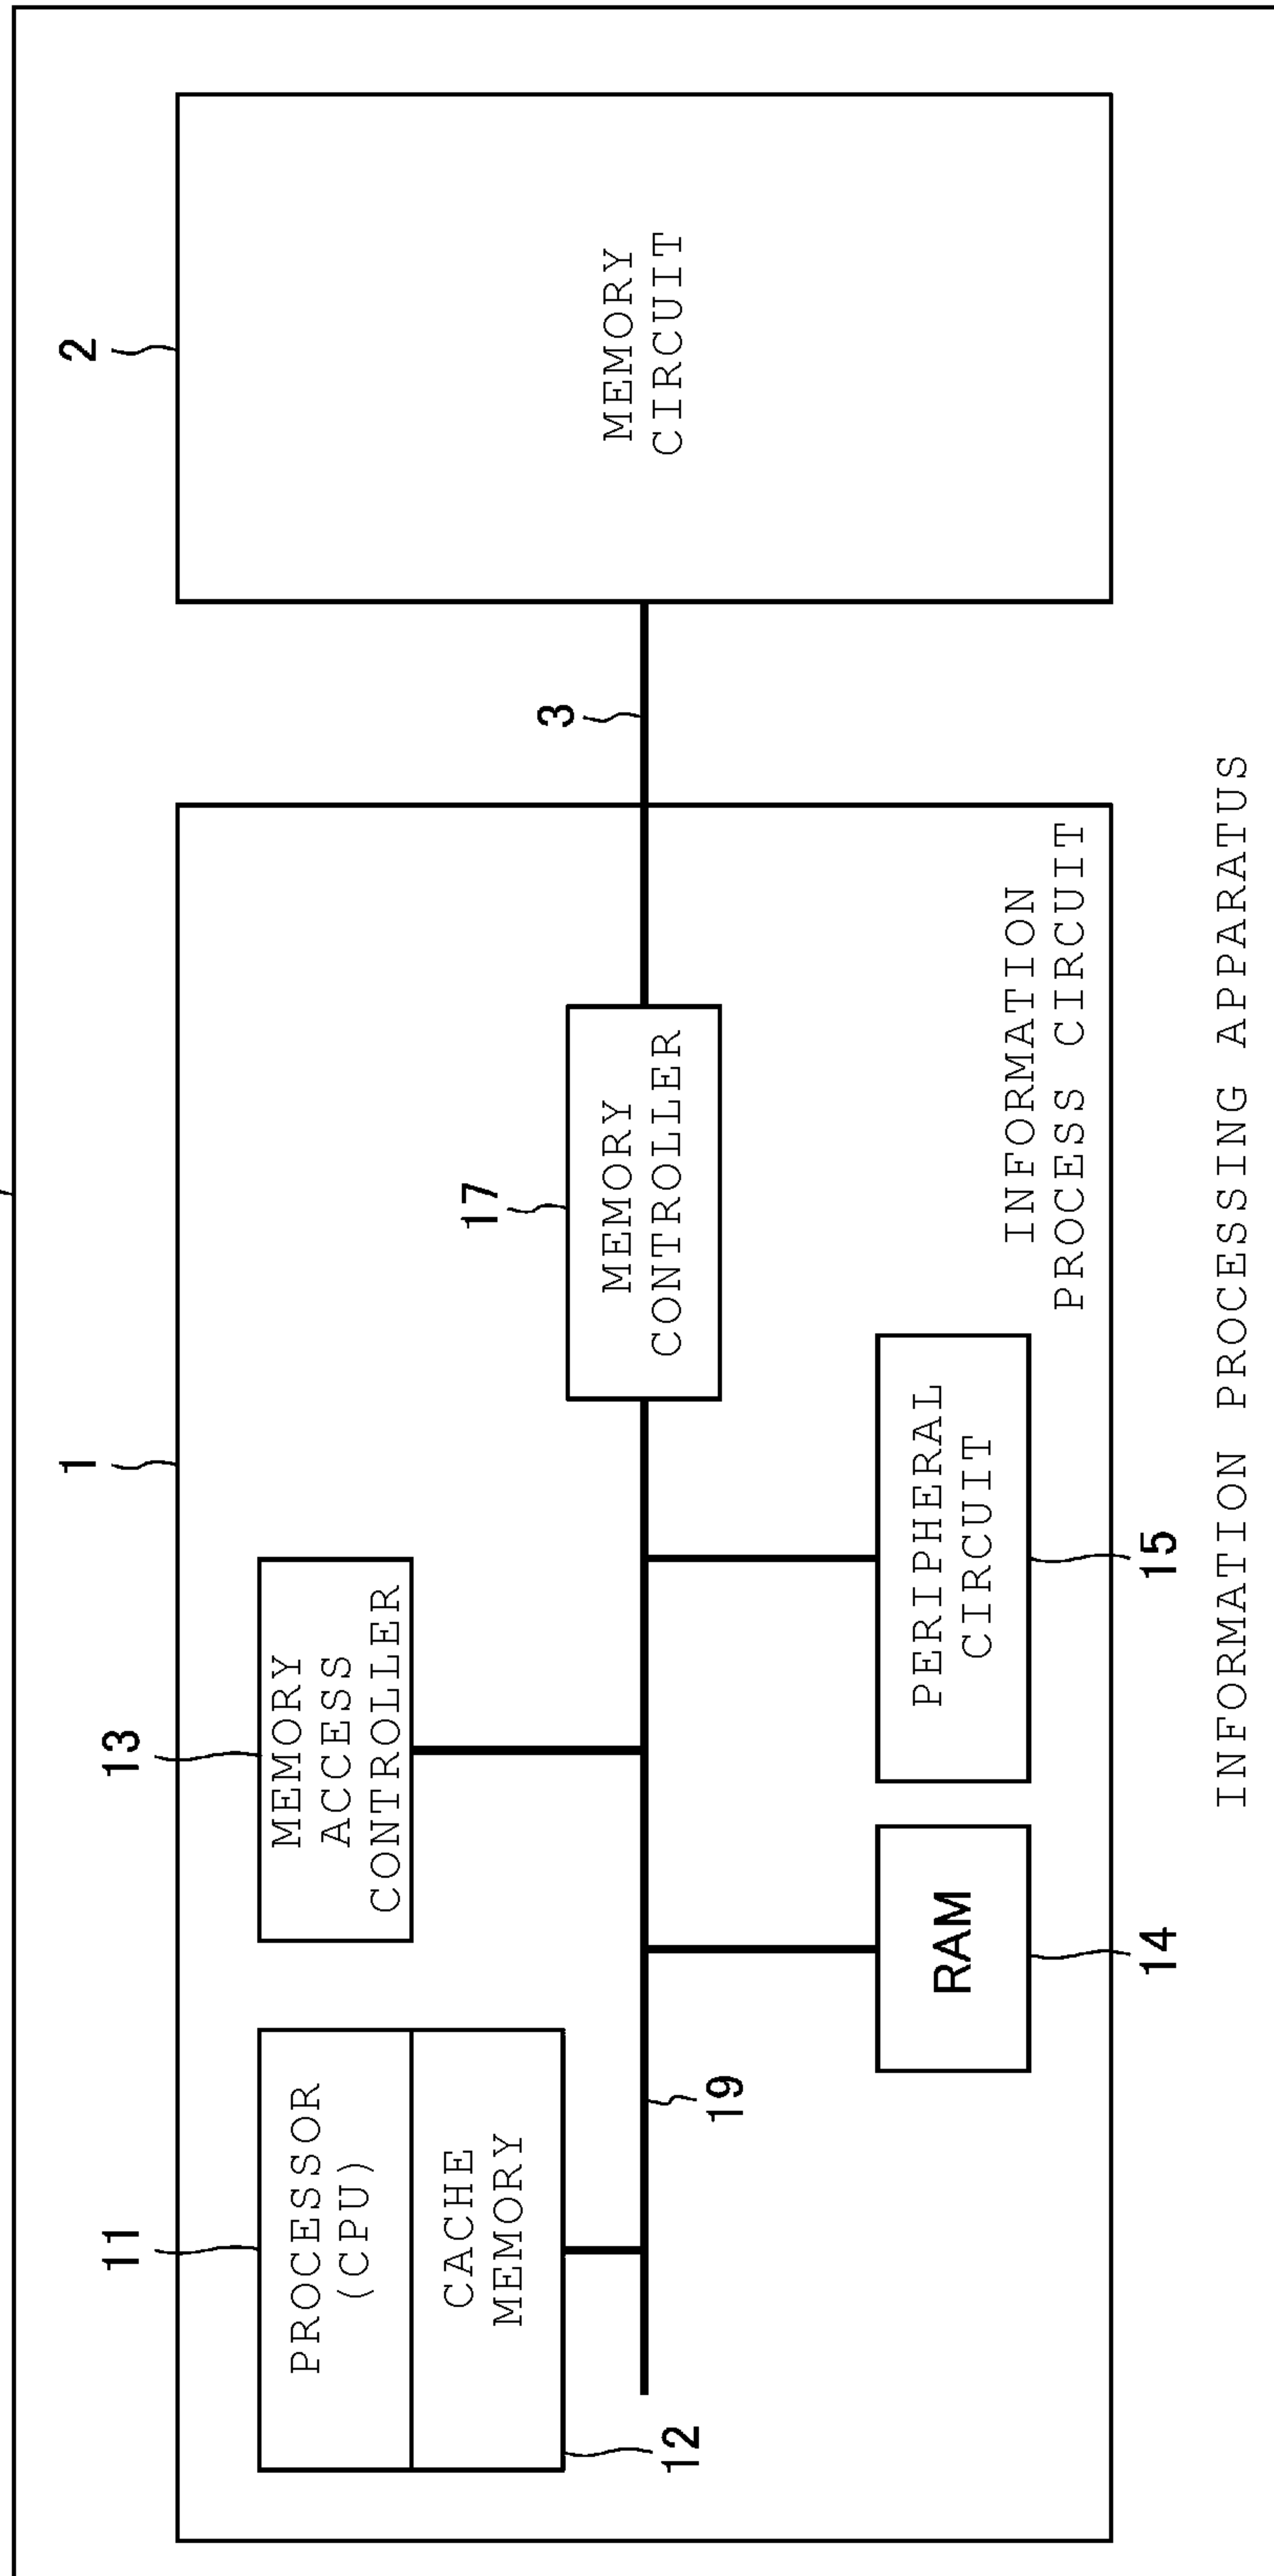 1
2
11
PROCESSOR
(CPU)
CACHE
MEMORY
12
13
MEMORY
ACCESS
CONTROLLER
17
MEMORY
CONTROLLER
3
MEMORY
CIRCUIT
19
RAM
14
PERIPHERAL
CIRCUIT
15
INFORMATION
PROCESS CIRCUIT
INFORMATION PROCESSING APPARATUS